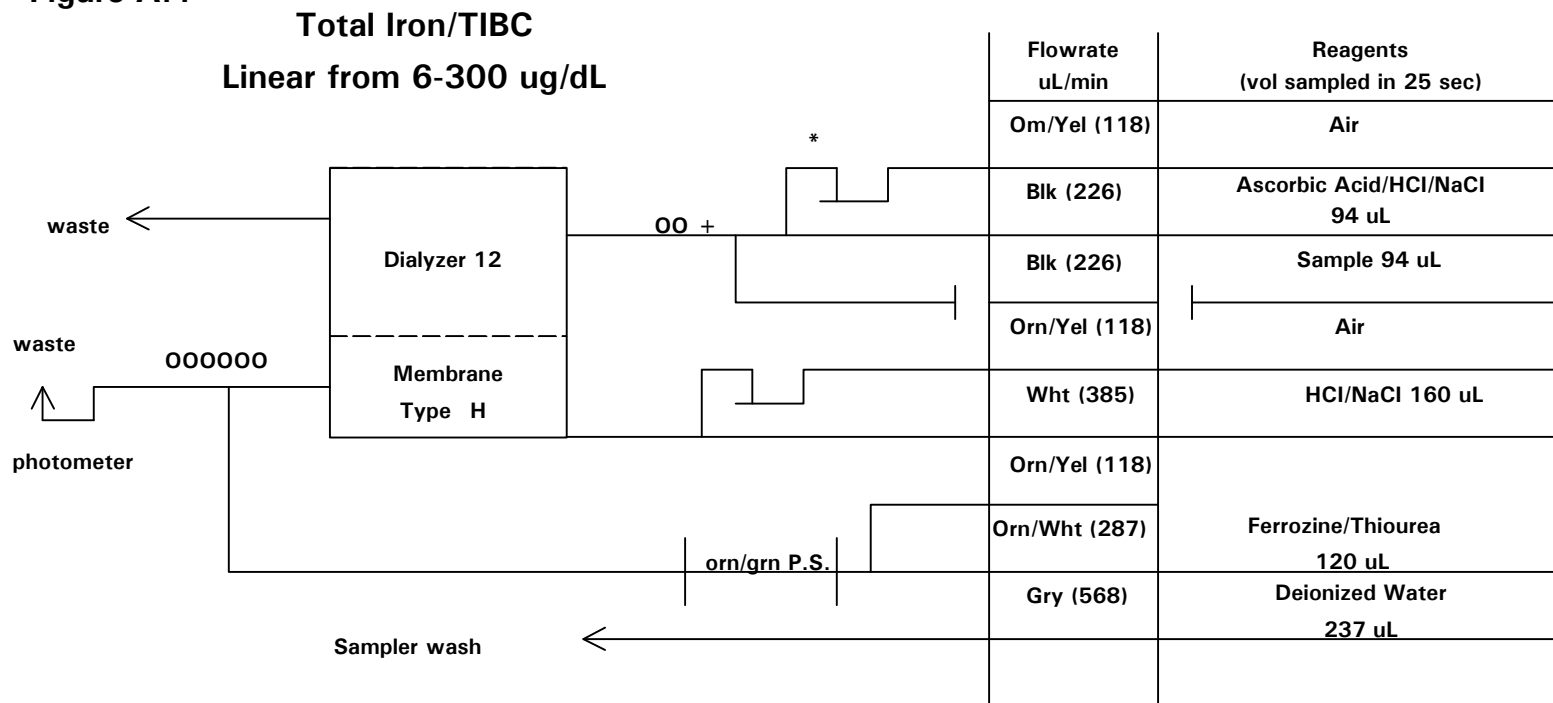 Total Iron/TIBC
Linear from 6-300 ug/dL
Flowrate
uL/min
Reagents
(vol sampled in 25 sec)
Om/Yel (118)
Air
*
Blk (226)
Ascorbic Acid/HCl/NaCl
94 uL
waste
OO +
Dialyzer 12
Blk (226)
Sample 94 uL
Orn/Yel (118)
Air
waste
OOOOOO
Membrane
Type H
Wht (385)
HCl/NaCl 160 uL
photometer
Orn/Yel (118)
Orn/Wht (287)
Ferrozine/Thiourea
120 uL
orn/grn P.S.
Gry (568)
Deionized Water
237 uL
Sampler wash